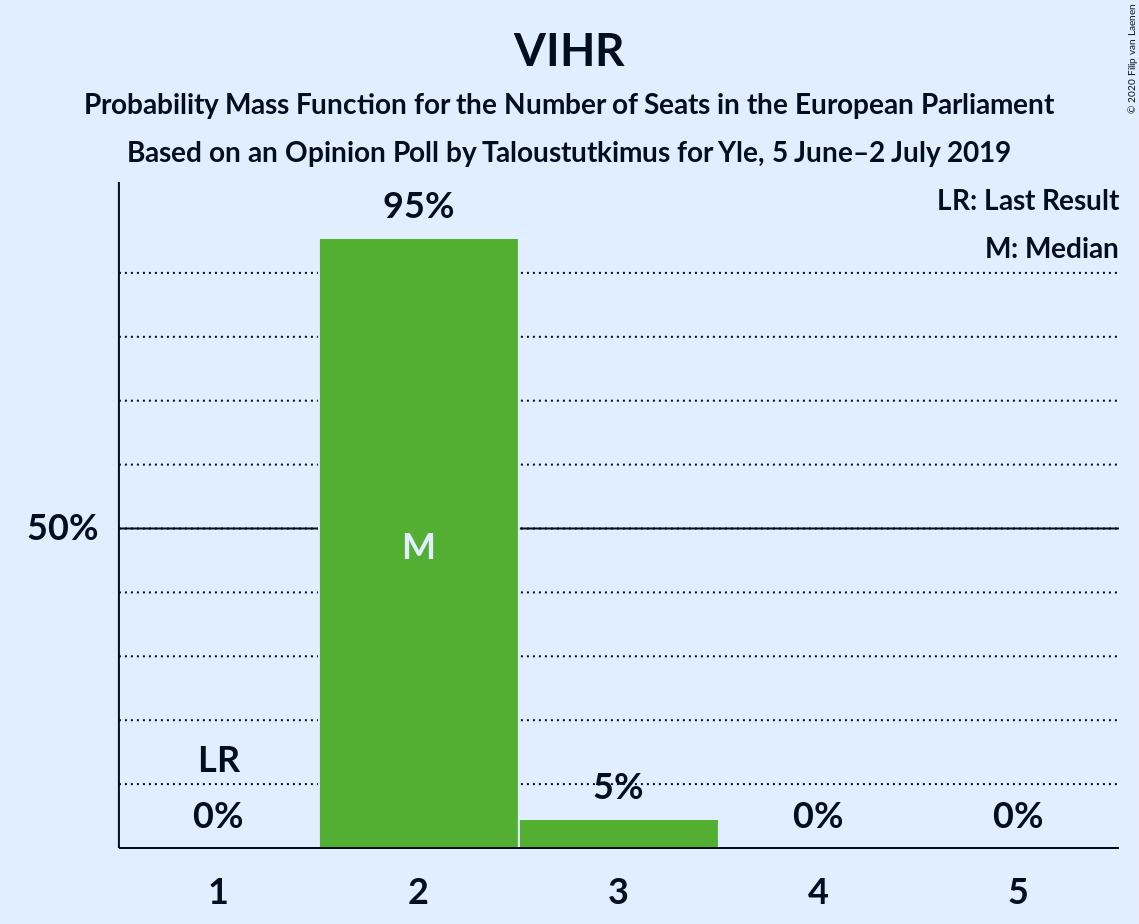 VIHR
Probability Mass Function for the Number of Seats in the European Parliament
Based on an Opinion Poll by Taloustutkimus for Yle, 5 June–2 July 2019
© 2020 Filip van Laenen
LR: Last Result
M: Median
95%
50%
M
LR
0%
5%
0%
0%
1
2
3
4
5